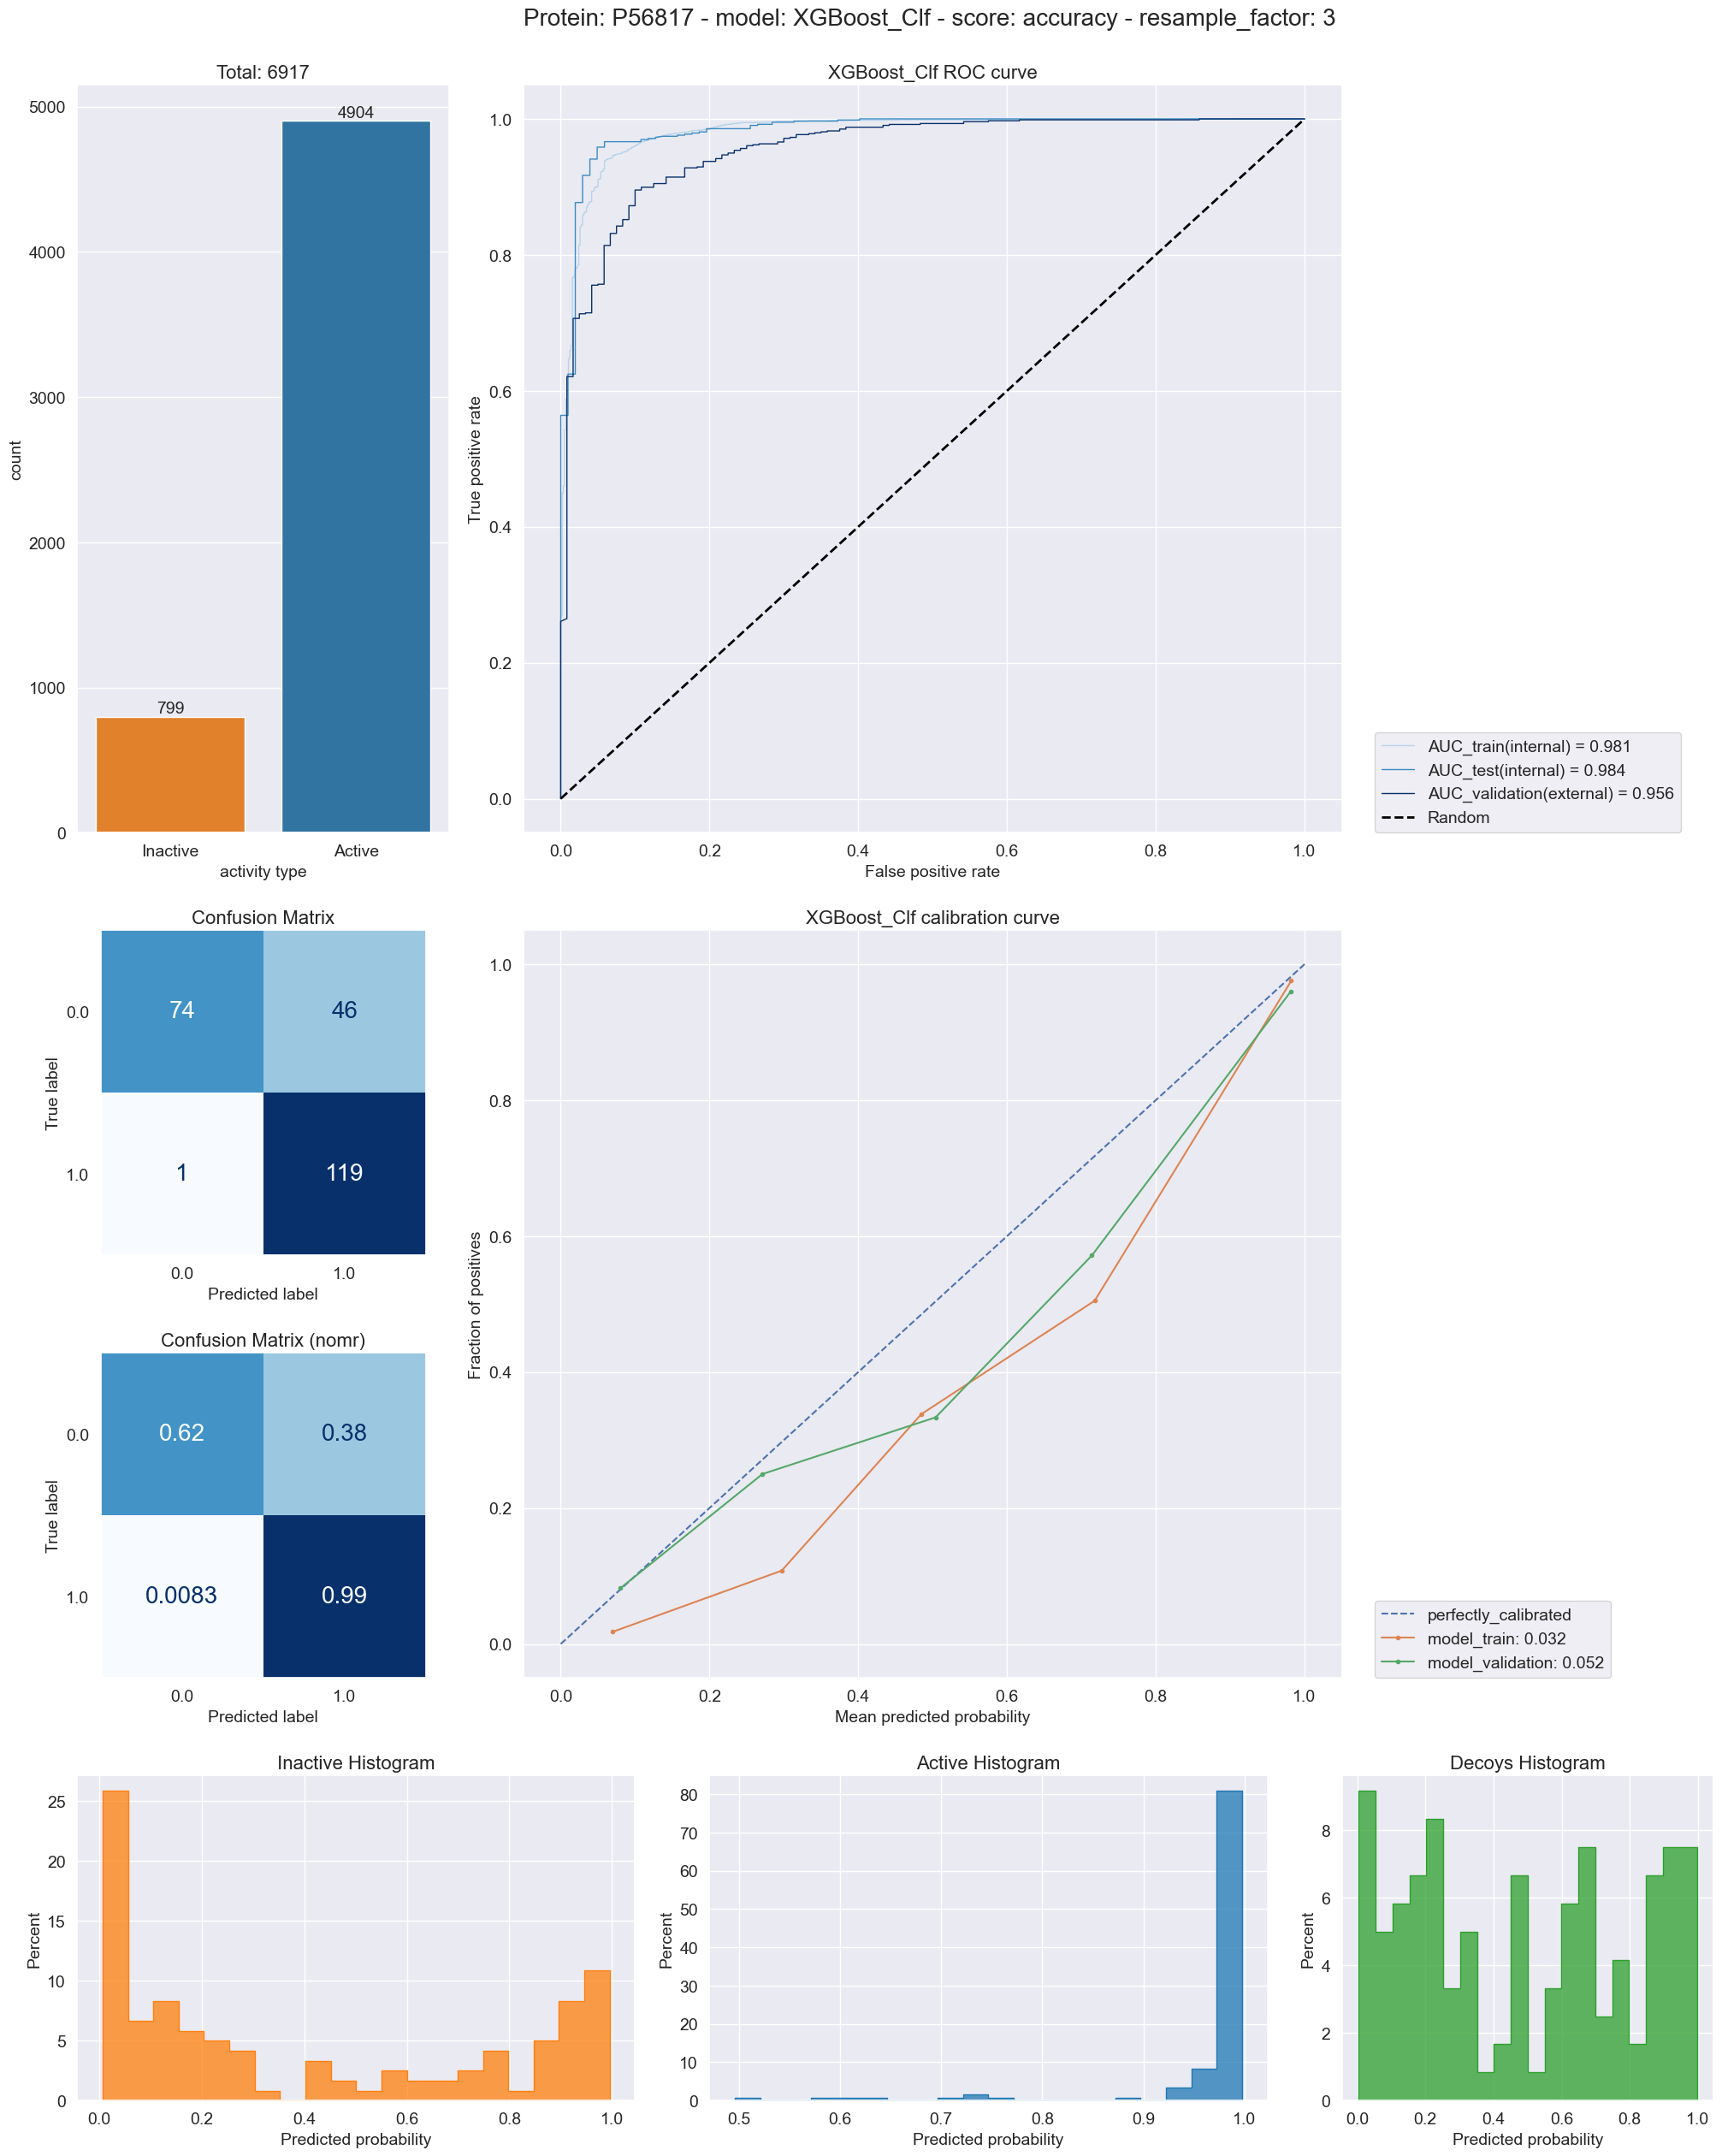 Protein: P56817 - model: XGBoost_Clf - score: accuracy - resample_factor: 3
Total: 6917
5000
4000
3000
2000
1000
0
count
4904
799
Inactive
Active
activity type
XGBoost_Clf ROC curve
1.0
0.8
0.6
0.4
0.2
0.0
True positive rate
0.0
0.2
0.4
0.6
0.8
1.0
False positive rate
AUC_train(internal) = 0.981
AUC_test(internal) = 0.984
AUC_validation(external) = 0.956
Random
Confusion Matrix
True label
0.0
74
46
1.0
1
119
0.0
1.0
Predicted label
Confusion Matrix (nomr)
True label
0.0
0.62
0.38
1.0
0.0083
0.99
0.0
1.0
Predicted label
XGBoost_Clf calibration curve
1.0
0.8
0.6
0.4
0.2
0.0
Fraction of positives
0.0
0.2
0.4
0.6
0.8
1.0
Mean predicted probability
perfectly_calibrated
model_train: 0.032
model_validation: 0.052
Inactive Histogram
25
20
15
10
5
0
Percent
0.0
0.2
0.4
0.6
0.8
1.0
Predicted probability
Active Histogram
80
70
60
50
40
30
20
10
0
Percent
0.5
0.6
0.7
0.8
0.9
1.0
Predicted probability
Decoys Histogram
8
6
4
2
0
Percent
0.0
0.2
0.4
0.6
0.8
1.0
Predicted probability